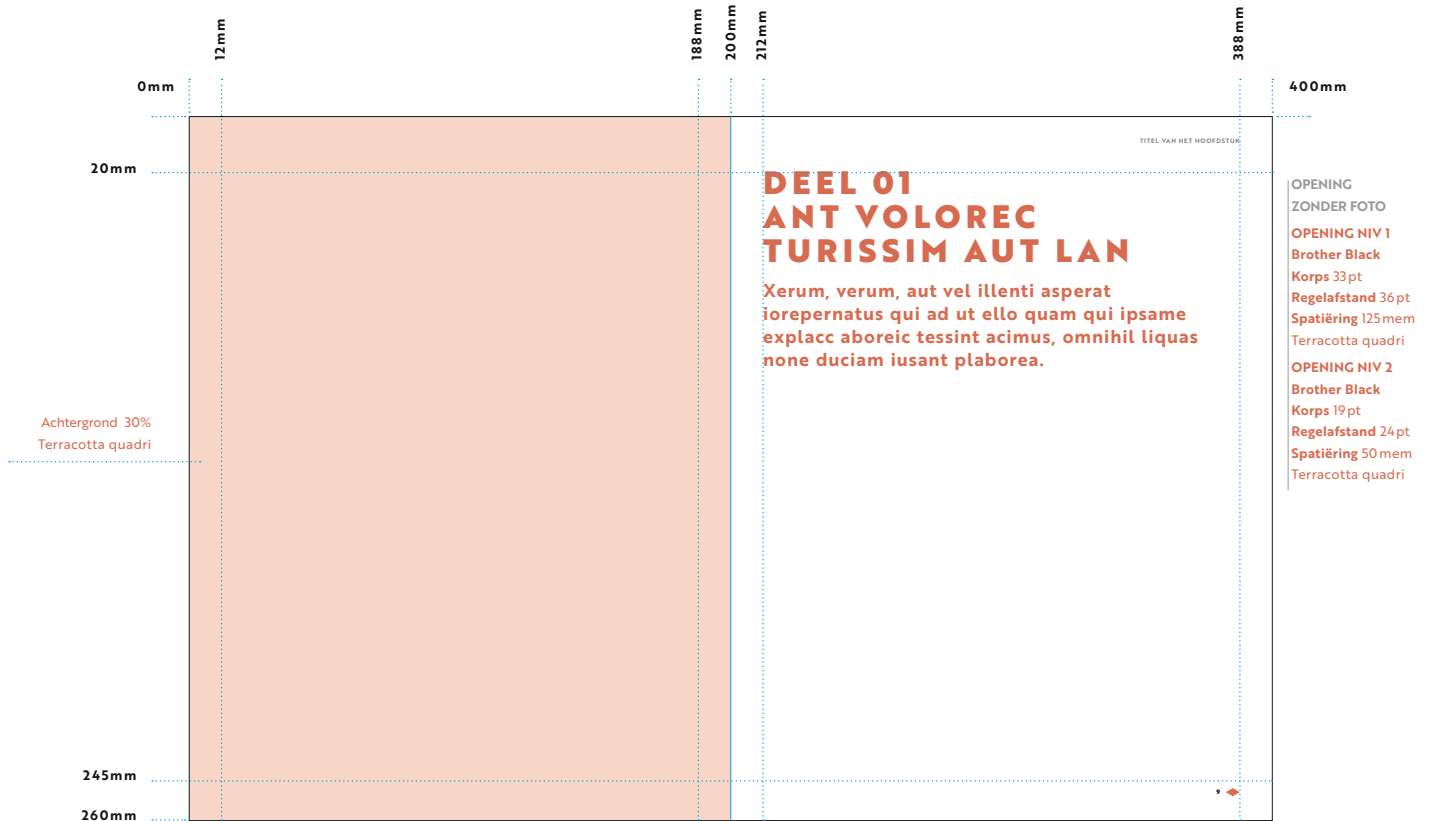 12mm
188mm
200mm
212mm
388mm
0mm
400mm
TITEL VAN HET HOOFDSTUK
20mm
DEEL 01
ANT VOLOREC
TURISSIM AUT LAN
Xerum, verum, aut vel illenti asperat
iorepernatus qui ad ut ello quam qui ipsame
explacc aboreic tessint acimus, omnihil liquas
none duciam iusant plaborea.
OPENING
ZONDER FOTO
OPENING NIV 1
Brother Black
Korps 33 pt
Regelafstand 36 pt
Spatiëring 125 mem
Terracotta quadri
OPENING NIV 2
Brother Black
Korps 19 pt
Regelafstand 24 pt
Spatiëring 50 mem
Terracotta quadri
Achtergrond 30%
Terracotta quadri
245mm
9
260mm